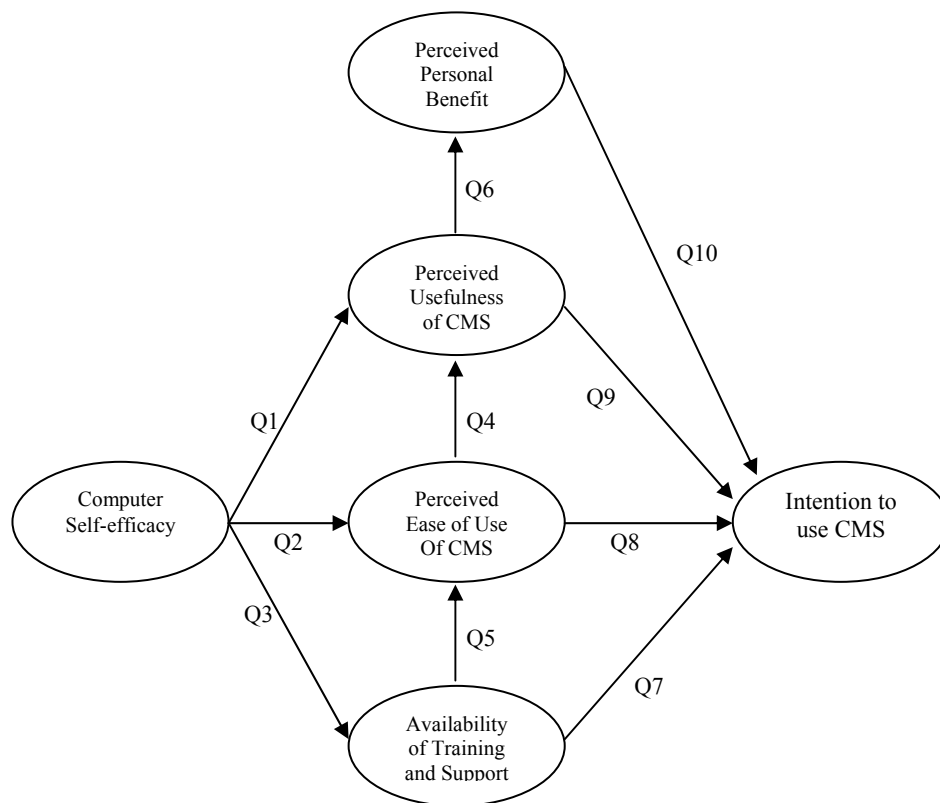 Perceived
Personal
Benefit
Q6
Q10
Perceived
Usefulness
of CMS
Q1
Q4
Q9
Computer
Self-efficacy
Q2
Perceived
Ease of Use
Of CMS
Q8
Intention to
use CMS
Q3
Q5
Q7
Availability
of Training
and Support